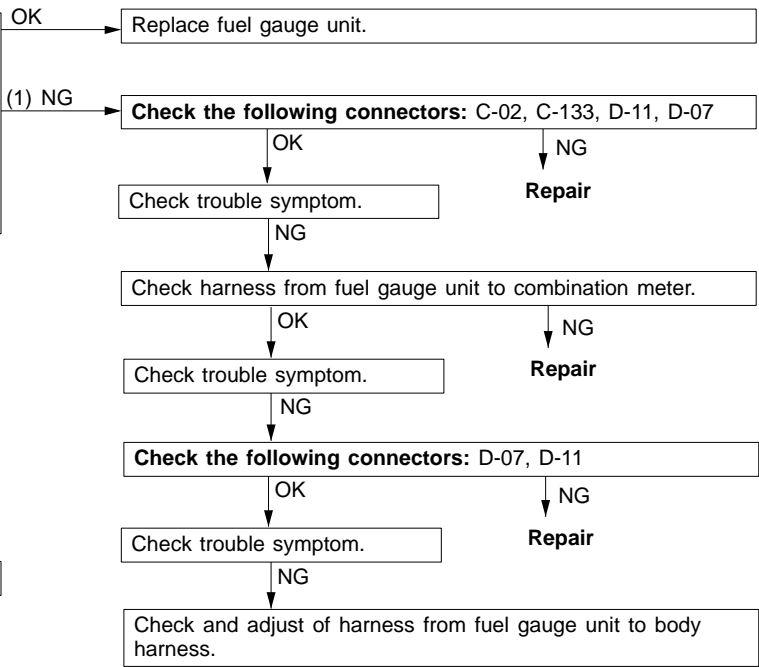 OK
Replace fuel gauge unit.
(1) NG
Check the following connectors: C-02, C-133, D-11, D-07
OK
NG
Repair
Check trouble symptom.
NG
Check harness from fuel gauge unit to combination meter.
OK
NG
Repair
Check trouble symptom.
NG
Check the following connectors: D-07, D-11
OK
NG
Repair
Check trouble symptom.
NG
Check and adjust of harness from fuel gauge unit to body
harness.